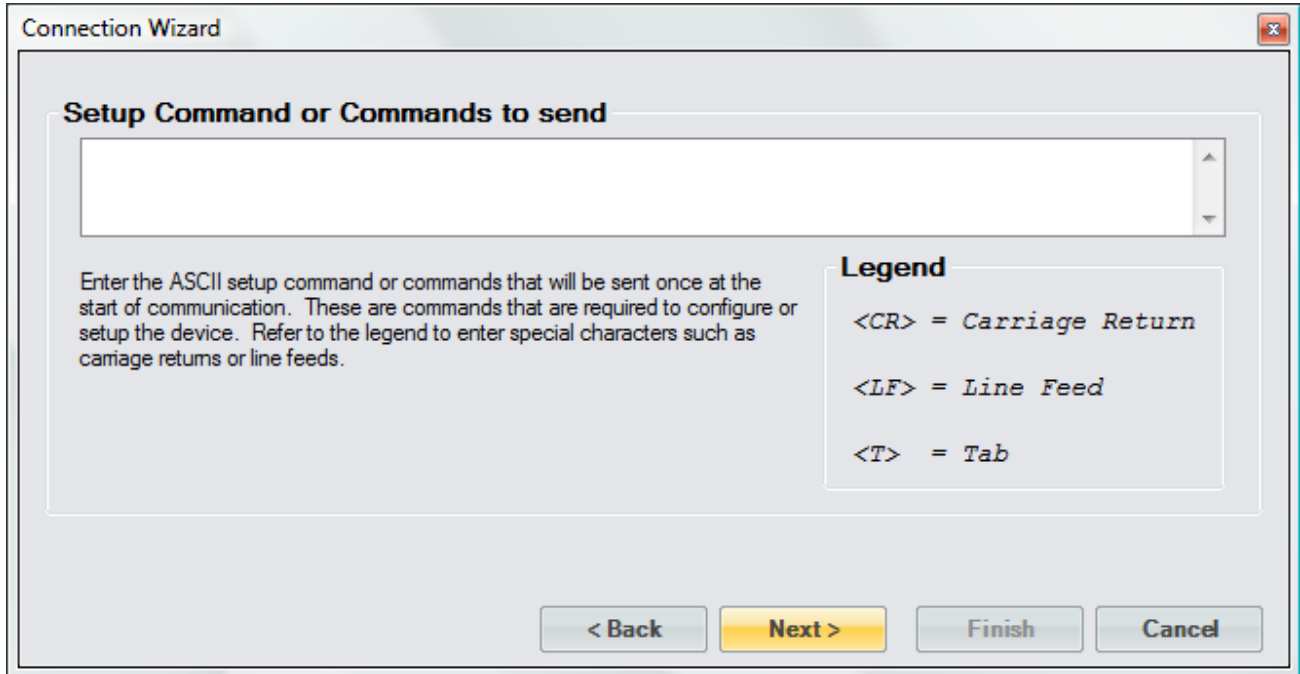 Connection Wizard
Setup Command or Commands to send
Enter the ASCII setup command or commands that will be sent once at the
start of communication.  These are commands that are required to configure or
setup the device.  Refer to the legend to enter special characters such as
carriage returns or line feeds.
Legend
<CR> = Carriage Return
<LF> = Line Feed
<T>  = Tab
< Back
Next >
Finish
Cancel